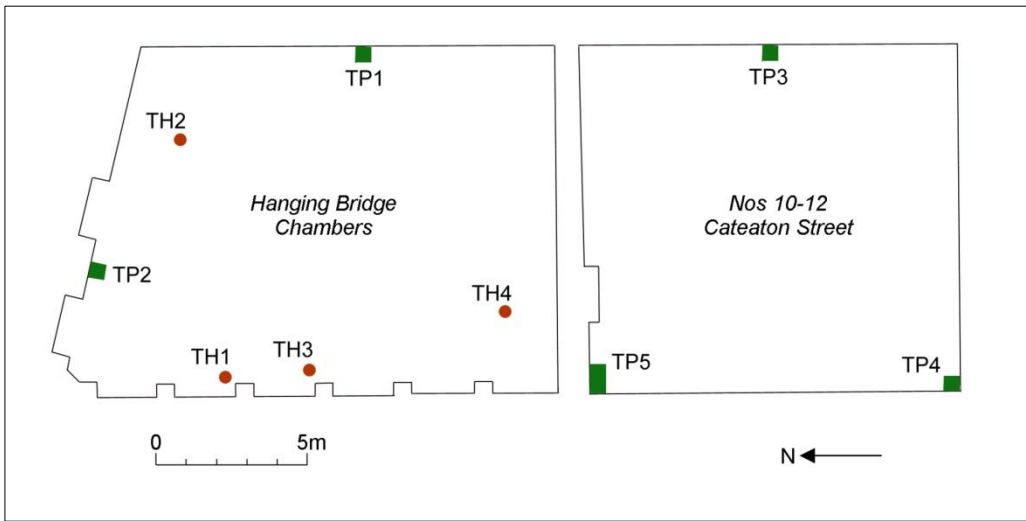 TP1
TP3
TH2
Hanging Bridge
Chambers
Nos 10-12
Cateaton Street
TP2
TH4
TH1
TH3
TP5
TP4
0
5m
N